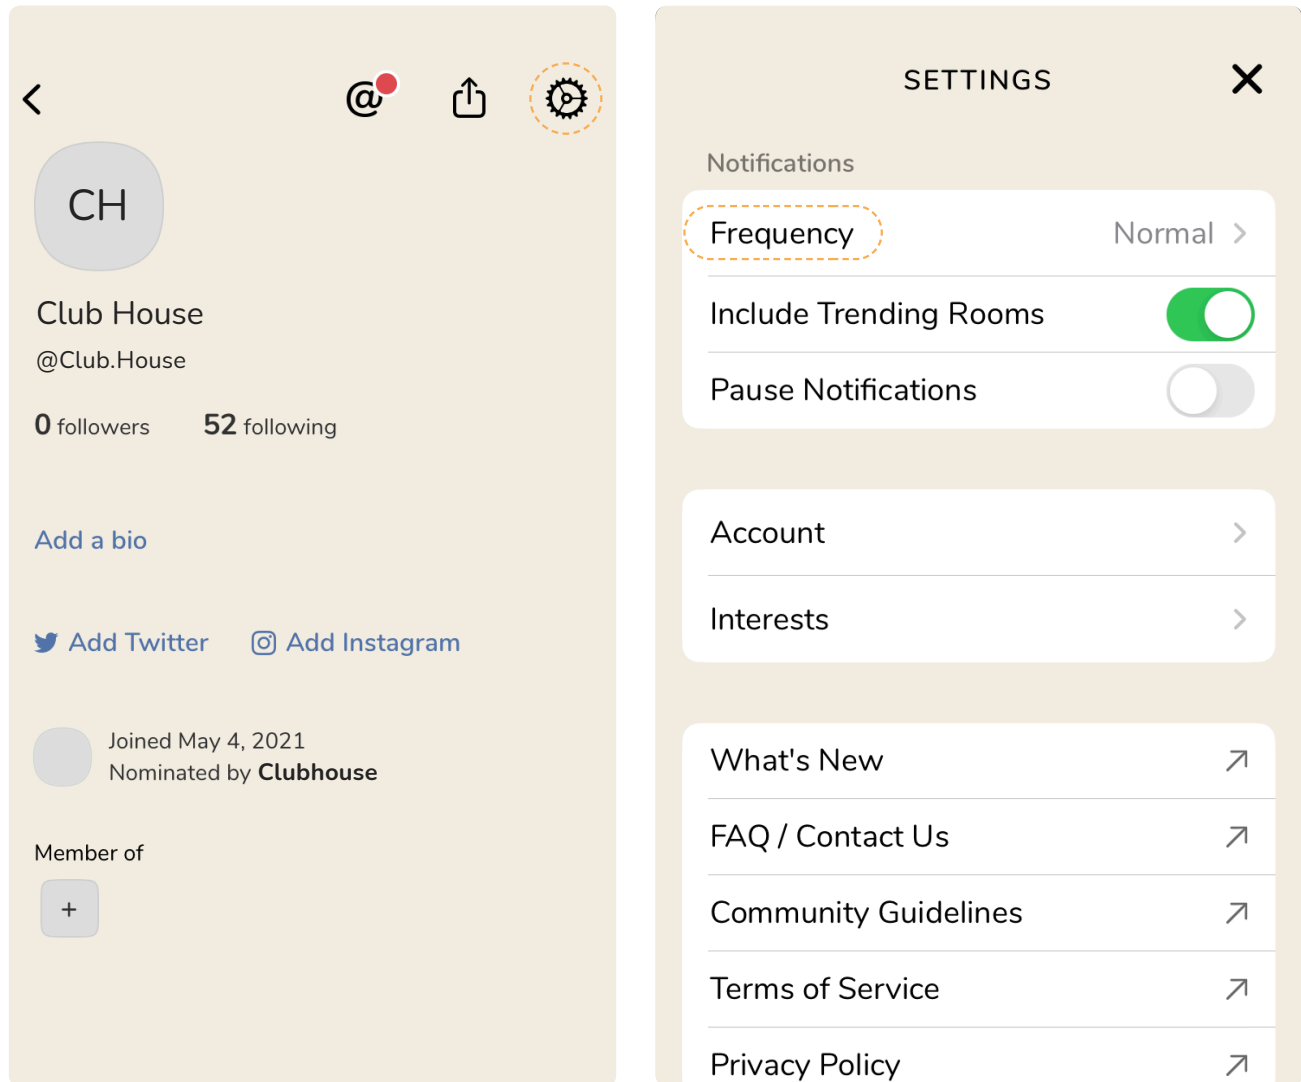 @
CH
Club House
@Club.House
0 followers 52 following
Add a bio
Add Twitter Add Instagram
Joined May 4, 2021
Nominated by Clubhouse
Member of
+
SETTINGS
Notifications
Frequency Normal
Include Trending Rooms
Pause Notifications
Account
Interests
What's New
FAQ / Contact Us
Community Guidelines
Terms of Service
Privacy Policy